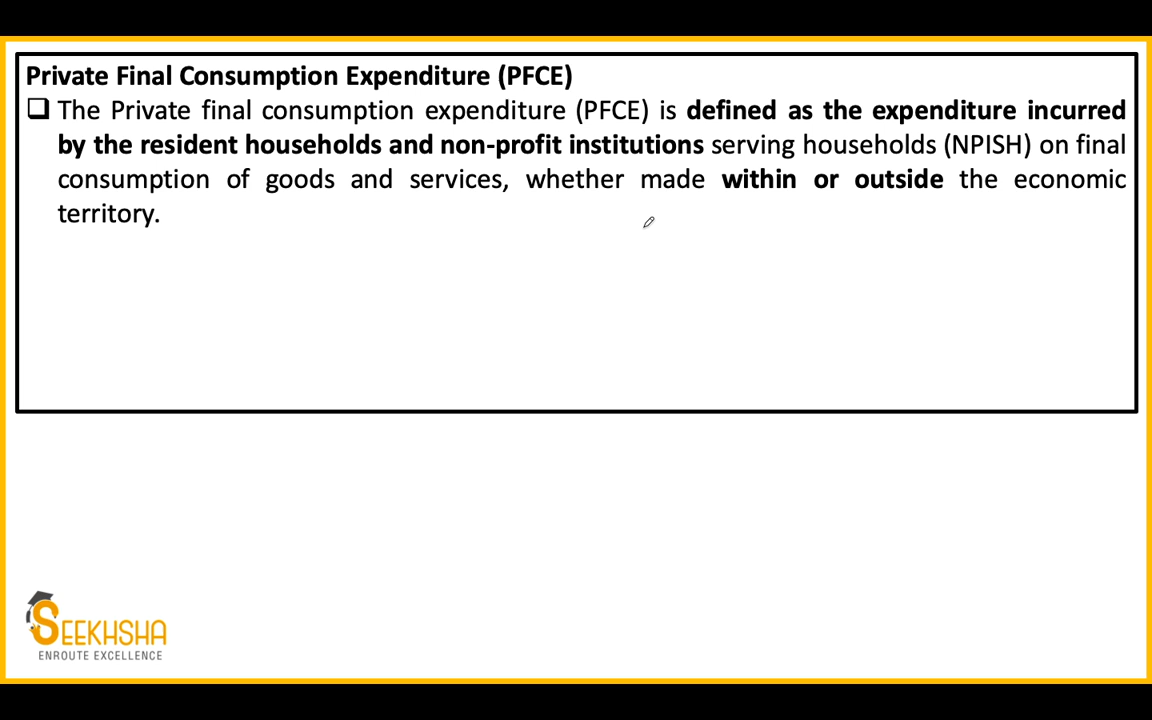 Private Final Consumption Expenditure (PFCE)
❑ The Private final consumption expenditure (PFCE) is defined as the expenditure incurred
by the resident households and non-profit institutions serving households (NPISH) on final
consumption of goods and services, whether made within or outside the economic
territory.
SEEKHSHA
ENROUTE EXCELLENCE